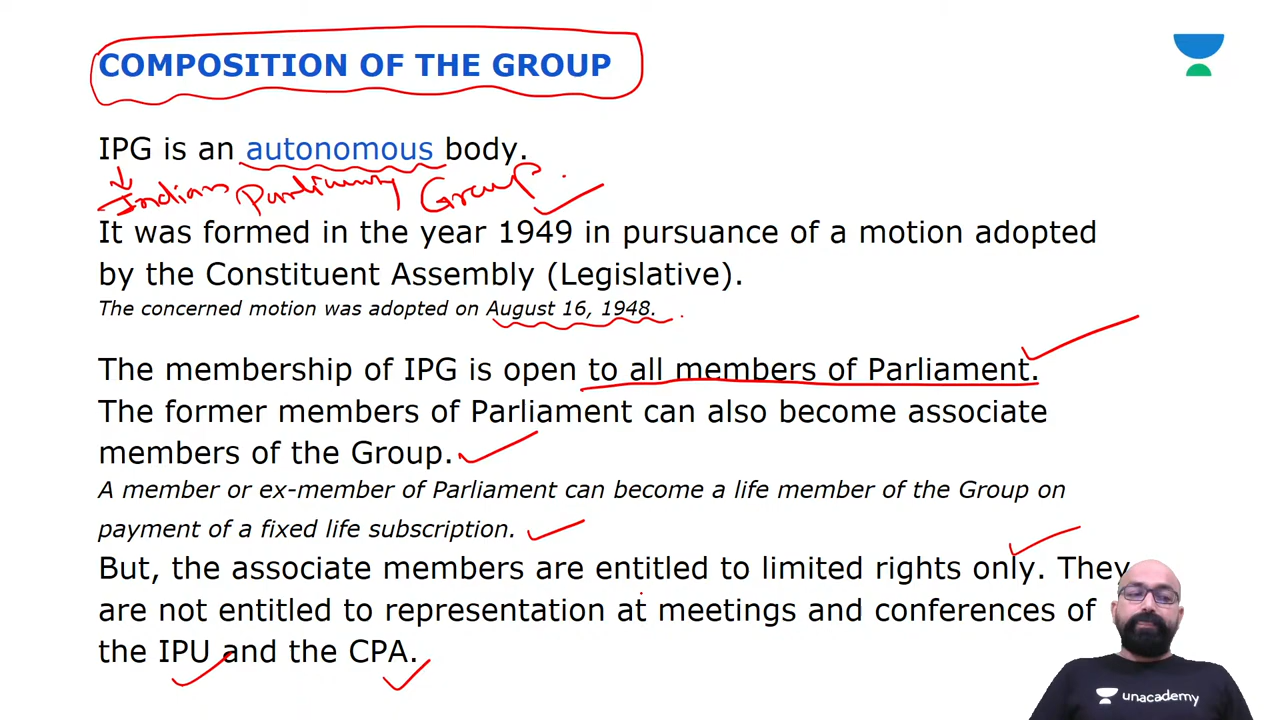 COMPOSITION OF THE GROUP
IPG is an autonomous body.
Indian Parliamentary Group
It was formed in the year 1949 in pursuance of a motion adopted
by the Constituent Assembly (Legislative).
The concerned motion was adopted on August 16, 1948.
The membership of IPG is open to all members of Parliament.
The former members of Parliament can also become associate
members of the Group.
A member or ex-member of Parliament can become a life member of the Group on
payment of a fixed life subscription.
But, the associate members are entitled to limited rights only. They
are not entitled to representation at meetings and conferences of
the IPU and the CPA.
unacademy